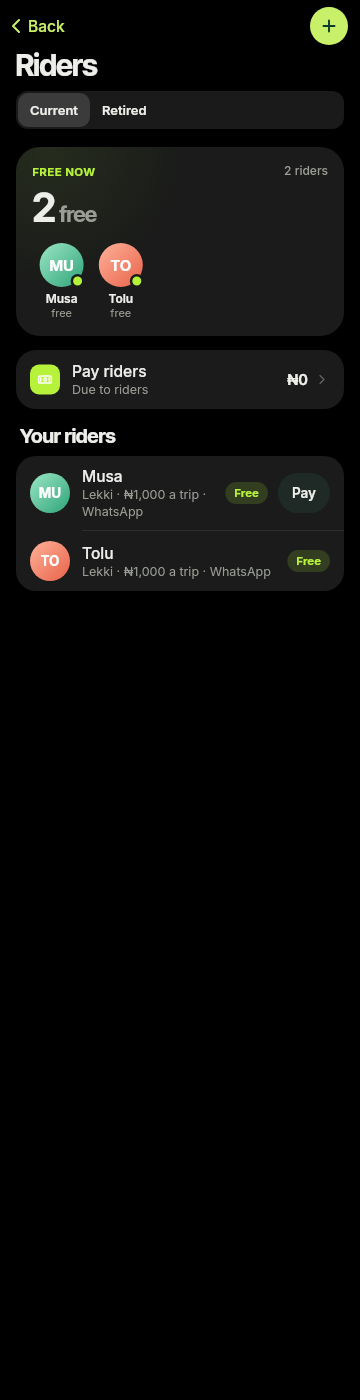 Back
Riders
Current
Retired
FREE NOW
2 riders
2 free
MU
TO
Musa
Tolu
free
free
Pay riders
Due to riders
₦0
Your riders
MU
Musa
Lekki · ₦1,000 a trip ·
WhatsApp
Free
Pay
TO
Tolu
Lekki · ₦1,000 a trip · WhatsApp
Free